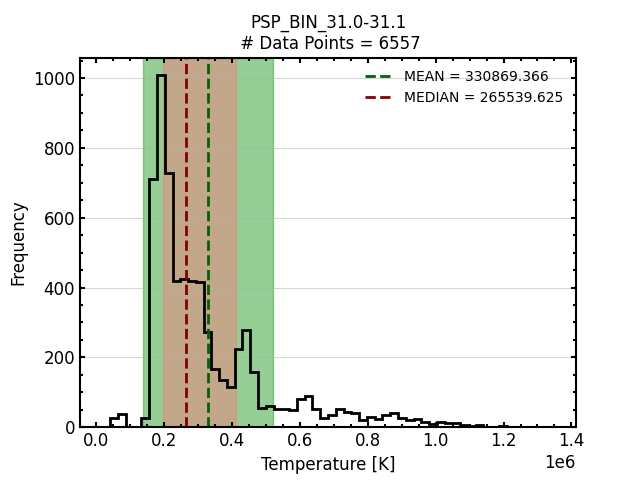 PSP_BIN_31.0-31.1
# Data Points = 6557
MEAN = 330869.366
MEDIAN = 265539.625
1000
800
600
400
200
0
Frequency
0.0 0.2 0.4 0.6 0.8 1.0 1.2 1.4
1e6
Temperature [K]